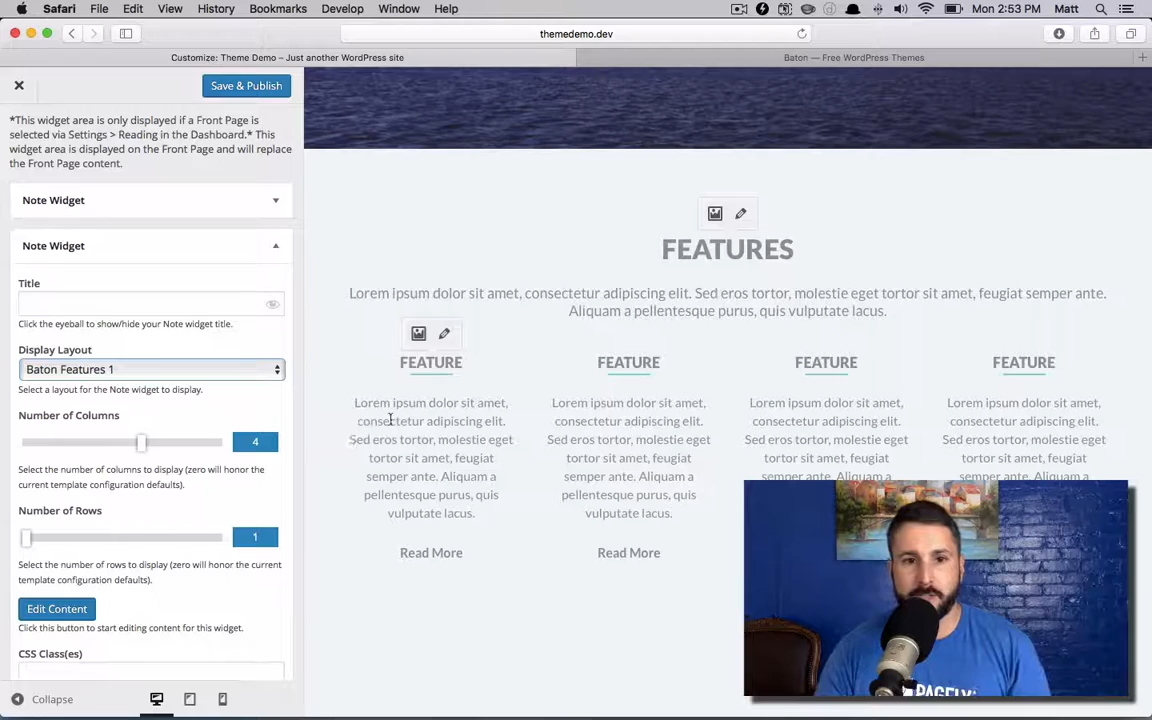 Safari File Edit View History Bookmarks Develop Window Help Mon 2:53 PM Matt
themedemo.dev
Customize: Theme Demo – Just another WordPress site
Baton — Free WordPress Themes
Save & Publish
*This widget area is only displayed if a Front Page is
selected via Settings > Reading in the Dashboard.* This
widget area is displayed on the Front Page and will replace
the Front Page content.
Note Widget
Note Widget
Title
Click the eyeball to show/hide your Note widget title.
Display Layout
Baton Features 1
Select a layout for the Note widget to display.
Number of Columns
4
Select the number of columns to display (zero will honor the
current template configuration defaults).
Number of Rows
1
Select the number of rows to display (zero will honor the current
template configuration defaults).
Edit Content
Click this button to start editing content for this widget.
CSS Class(es)
Collapse
FEATURES
Lorem ipsum dolor sit amet, consectetur adipiscing elit. Sed eros tortor, molestie eget tortor sit amet, feugiat semper ante.
Aliquam a pellentesque purus, quis vulputate lacus.
FEATURE
Lorem ipsum dolor sit amet,
consectetur adipiscing elit.
Sed eros tortor, molestie eget
tortor sit amet, feugiat
semper ante. Aliquam a
pellentesque purus, quis
vulputate lacus.
Read More
FEATURE
Lorem ipsum dolor sit amet,
consectetur adipiscing elit.
Sed eros tortor, molestie eget
tortor sit amet, feugiat
semper ante. Aliquam a
pellentesque purus, quis
vulputate lacus.
Read More
FEATURE
Lorem ipsum dolor sit amet,
consectetur adipiscing elit.
Sed eros tortor, molestie eget
tortor sit amet, feugiat
semper ante. Aliquam a
FEATURE
Lorem ipsum dolor sit amet,
consectetur adipiscing elit.
Sed eros tortor, molestie eget
tortor sit amet, feugiat
semper ante. Aliquam a
PAGELY